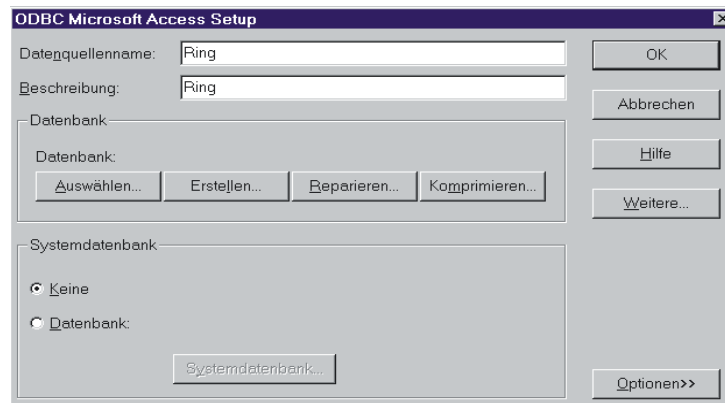 ODBC Microsoft Access Setup
Datenquellenname: Ring OK
Beschreibung: Ring
Abbrechen
Datenbank
Datenbank:
Hilfe
Auswählen... Erstellen... Reparieren... Komprimieren...
Weitere...
Systemdatenbank
Keine
Datenbank:
Systemdatenbank...
Optionen>>